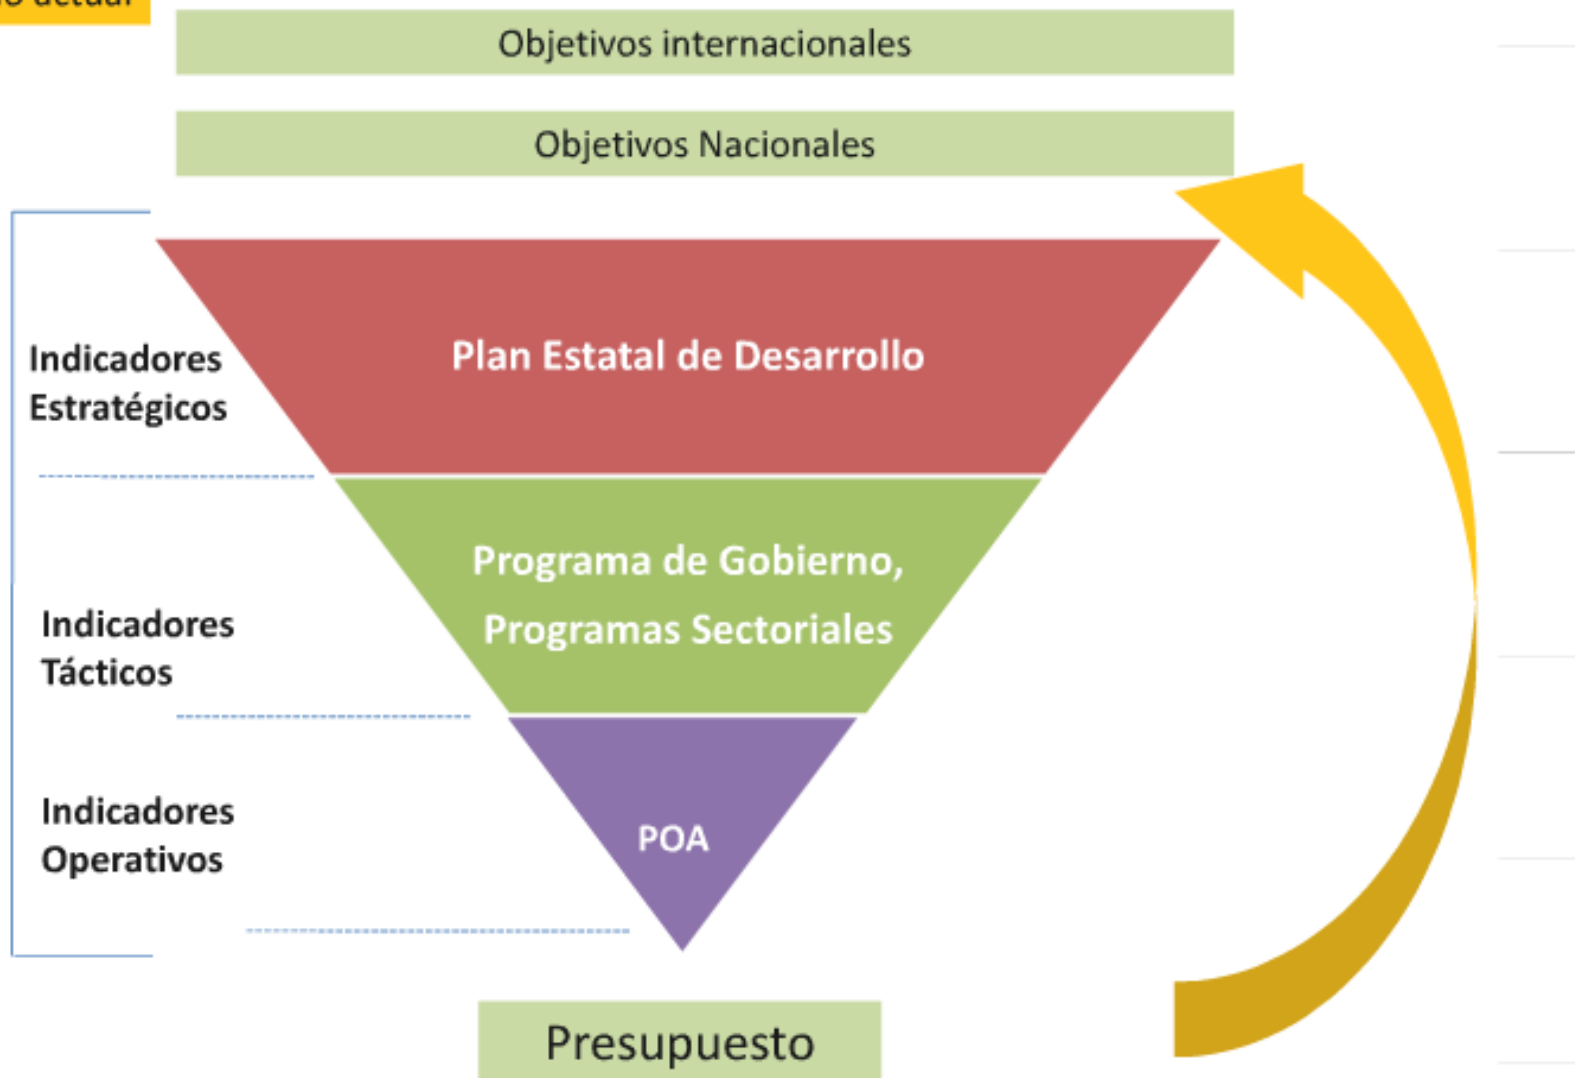 actual
Objetivos internacionales
Objetivos Nacionales
Indicadores
Estratégicos
Plan Estatal de Desarrollo
Programa de Gobierno,
Programas Sectoriales
Indicadores
Tácticos
Indicadores
Operativos
POA
Presupuesto